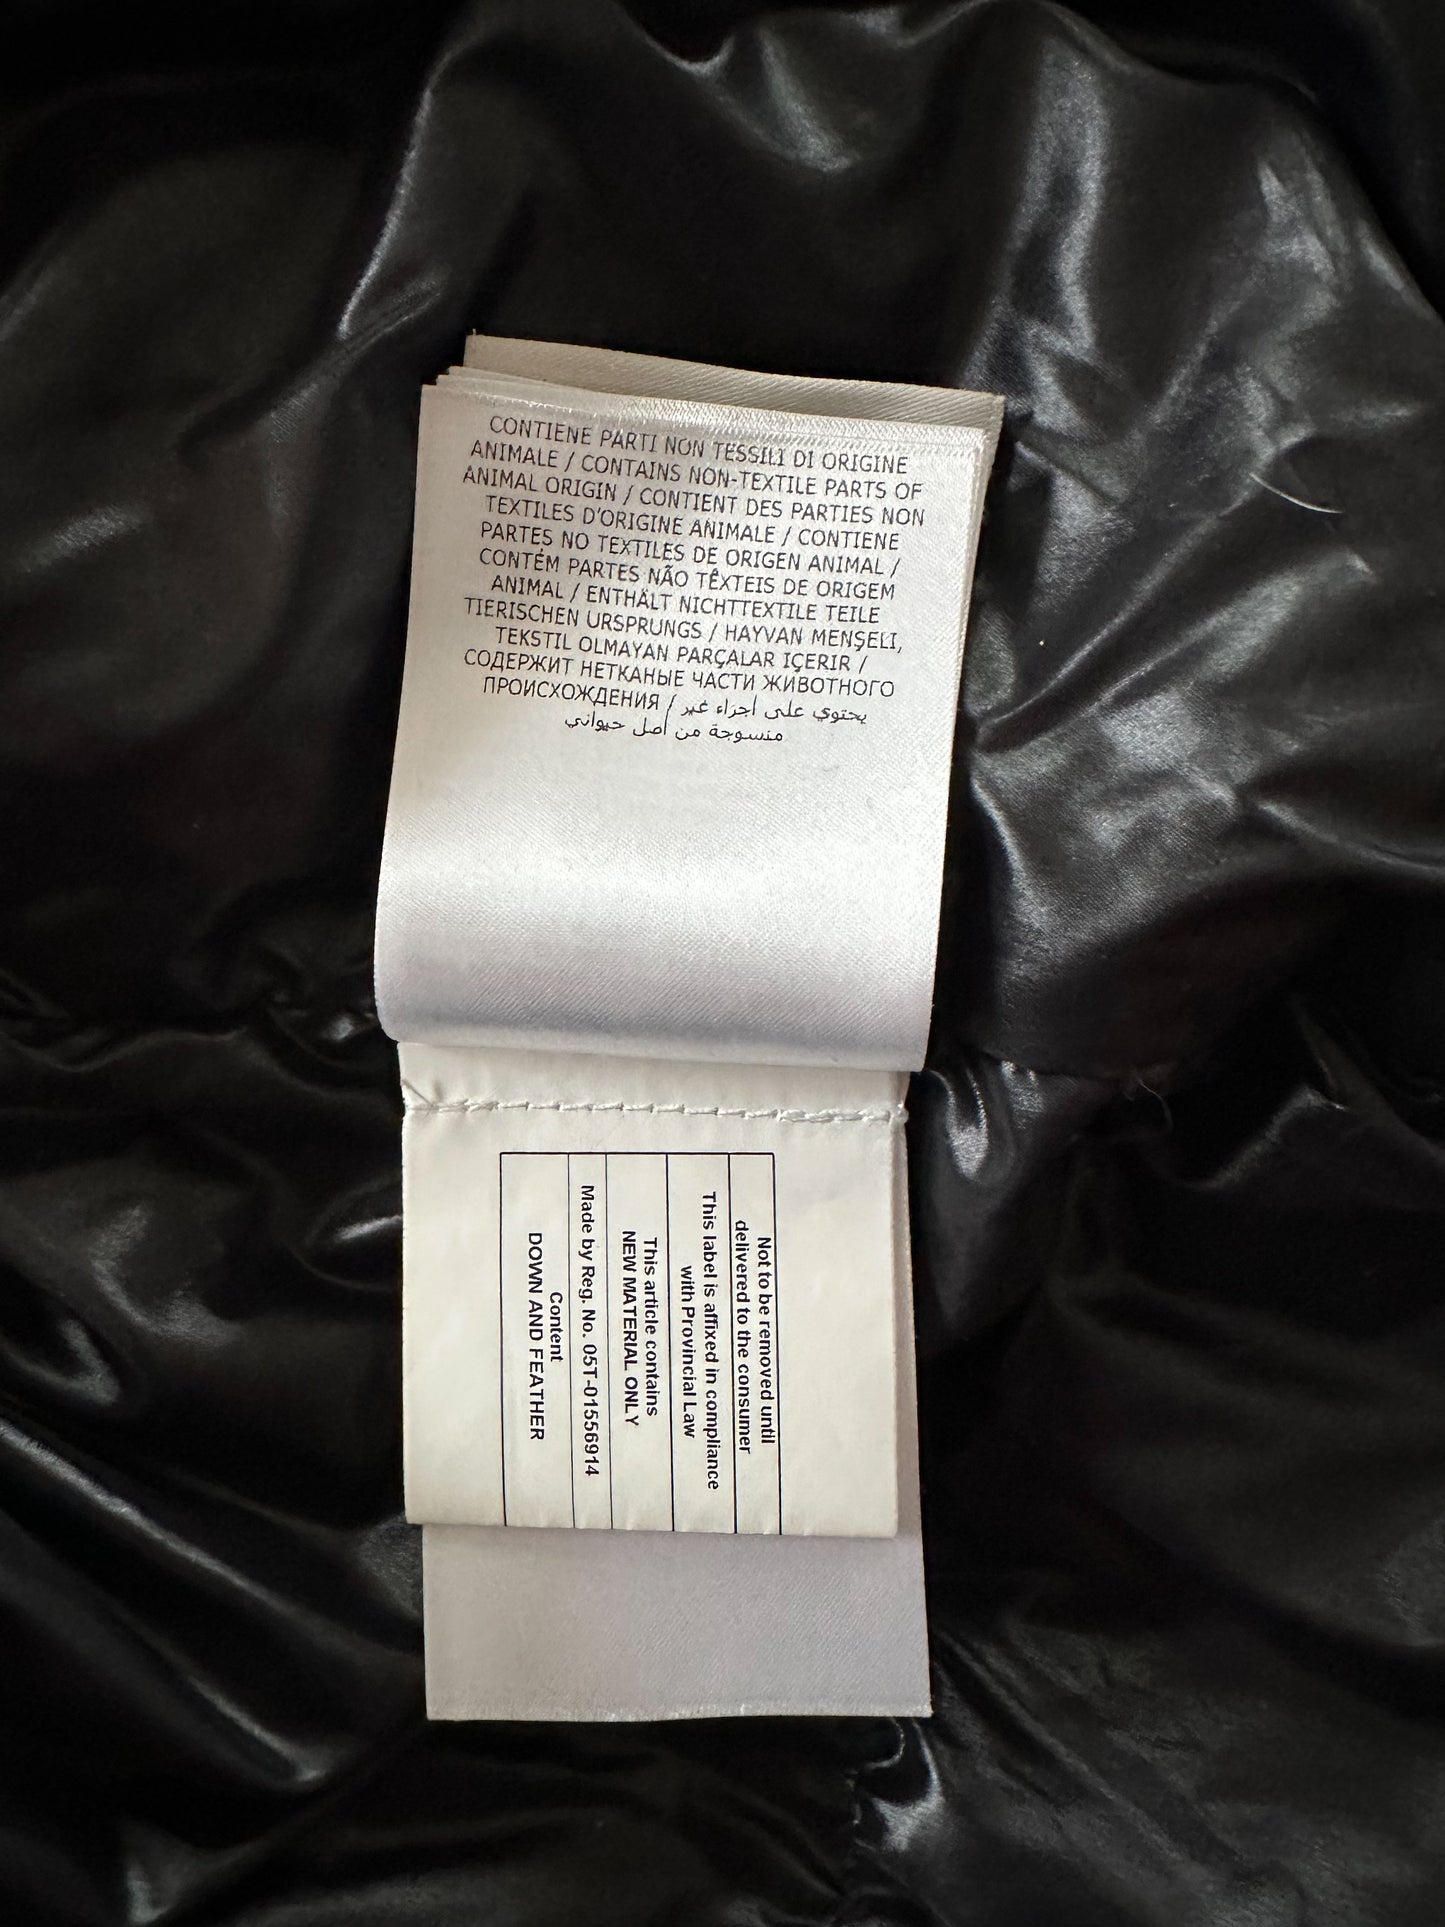 CONTIENE PARTI NON TESSILI DI ORIGINE
ANIMALE / CONTAINS NON-TEXTILE PARTS OF
ANIMAL ORIGIN / CONTIENT DES PARTIES NON
TEXTILES D'ORIGINE ANIMALE / CONTIENE
PARTES NO TEXTILES DE ORIGEN ANIMAL /
CONTÉM PARTES NÃO TÊXTEIS DE ORIGEM
ANIMAL / ENTHÄLT NICHTTEXTILE TEILE
TIERISCHEN URSPRUNGS / HAYVAN MENŞELİ,
TEKSTİL OLMAYAN PARÇALAR İÇERİR /
СОДЕРЖИТ НЕТКАНЫЕ ЧАСТИ ЖИВОТНОГО
ПРОИСХОЖДЕНИЯ / يحتوي على أجزاء غير
منسوجة من أصل حيواني
Not to be removed until
delivered to the consumer
This label is affixed in compliance
with Provincial Law
This article contains
NEW MATERIAL ONLY
Made by Reg. No. 05T-01556914
Content
DOWN AND FEATHER